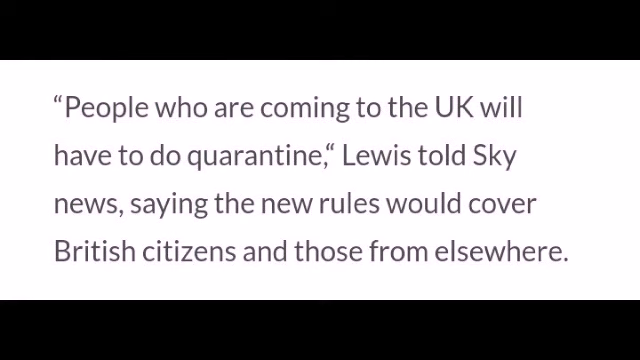 “People who are coming to the UK will
have to do quarantine,“ Lewis told Sky
news, saying the new rules would cover
British citizens and those from elsewhere.